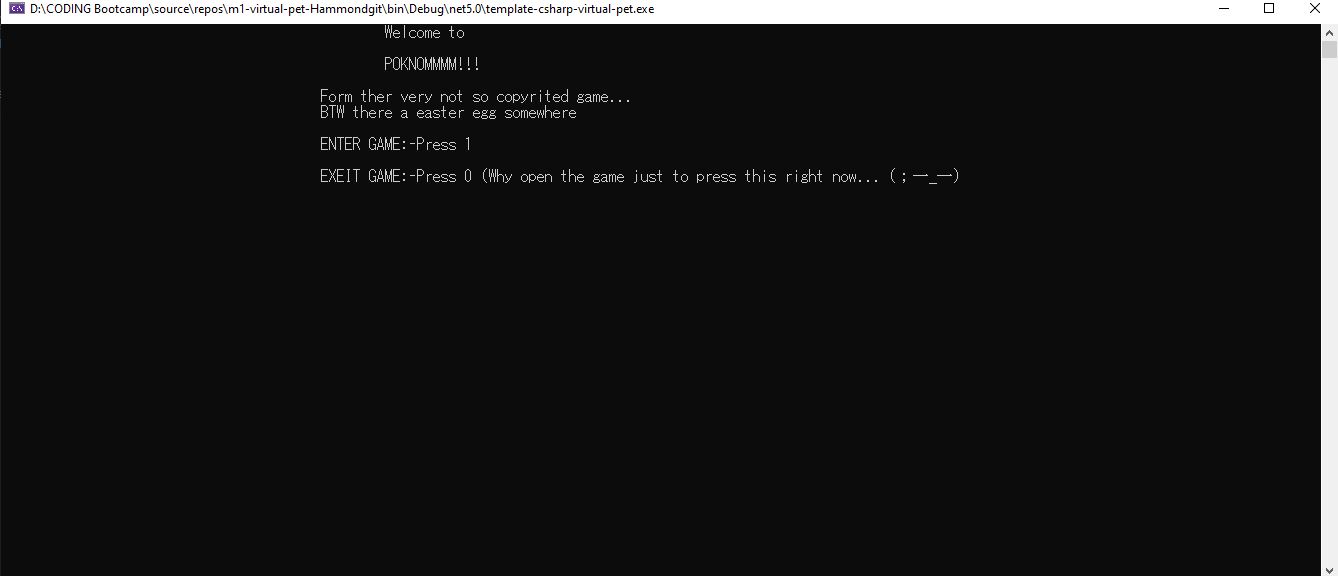 D:\CODING Bootcamp\source\repos\m1-virtual-pet-Hammondgit\bin\Debug\net5.0\template-csharp-virtual-pet.exe
Welcome to
POKNOMMMM!!!
Form ther very not so copyrited game...
BTW there a easter egg somewhere
ENTER GAME:-Press 1
EXEIT GAME:-Press 0 (Why open the game just to press this right now... (；一_一)